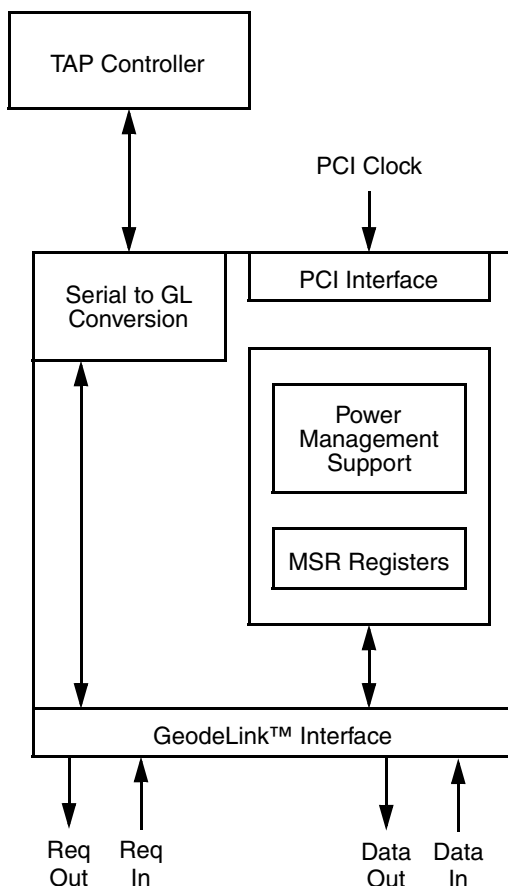 TAP Controller
PCI Clock
Serial to GL
Conversion
PCI Interface
Power
Management
Support
MSR Registers
GeodeLink™ Interface
Req
Out
Req
In
Data
Out
Data
In